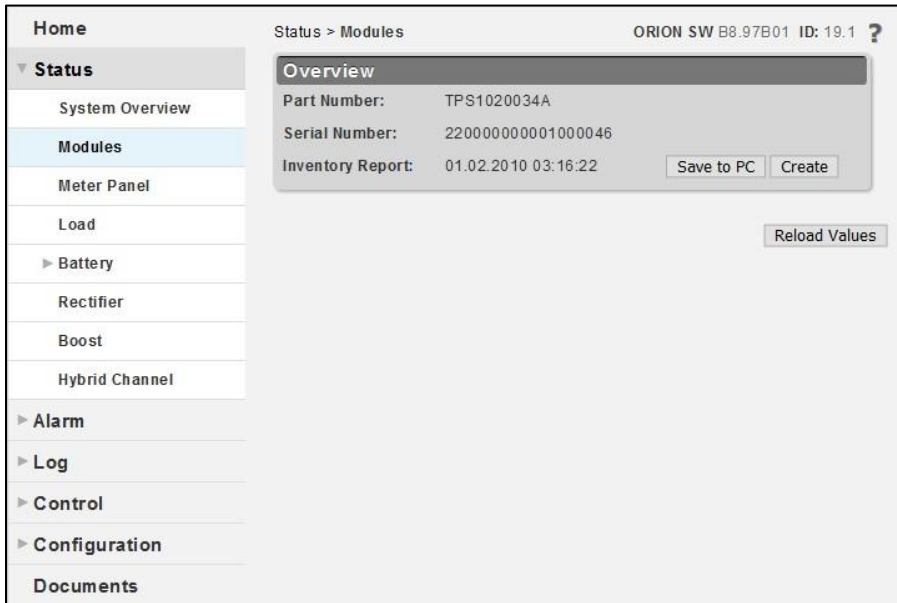 Home
Status
System Overview
Modules
Meter Panel
Load
Battery
Rectifier
Boost
Hybrid Channel
Alarm
Log
Control
Configuration
Documents
Status > Modules
ORION SW B8.97B01 ID: 19.1 ?
Overview
Part Number: TPS1020034A
Serial Number: 220000000001000046
Inventory Report: 01.02.2010 03:16:22 Save to PC Create
Reload Values